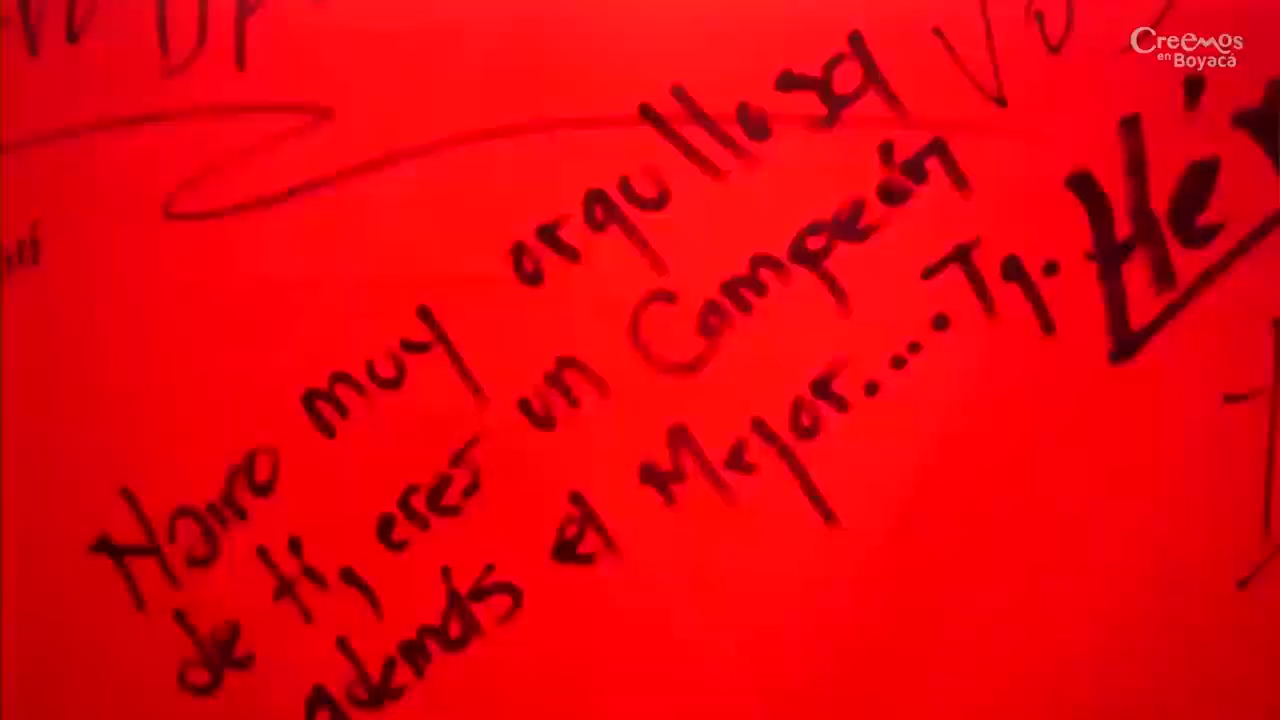 Creemos
en Boyacá
Nairo muy orgullosa
de ti, eres un Campeón
además el Mejor.... Tq.